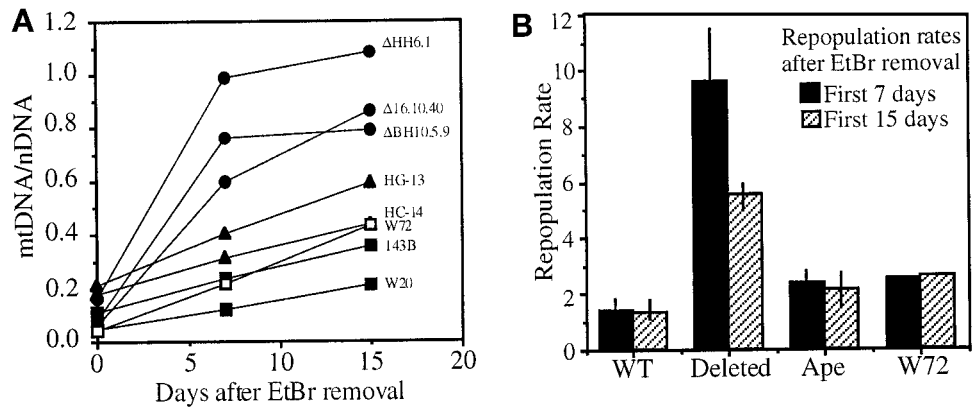 A
1.2
1.0
0.8
0.6
0.4
0.2
0.0
mtDNA/nDNA
ΔHH6.1
Δ16.10.40
ΔBH10.5.9
HG-13
HC-14
W72
143B
W20
0
5
10
15
20
Days after EtBr removal
B
12
10
8
6
4
2
0
Repopulation Rate
Repopulation rates
after EtBr removal
First 7 days
First 15 days
WT
Deleted
Ape
W72